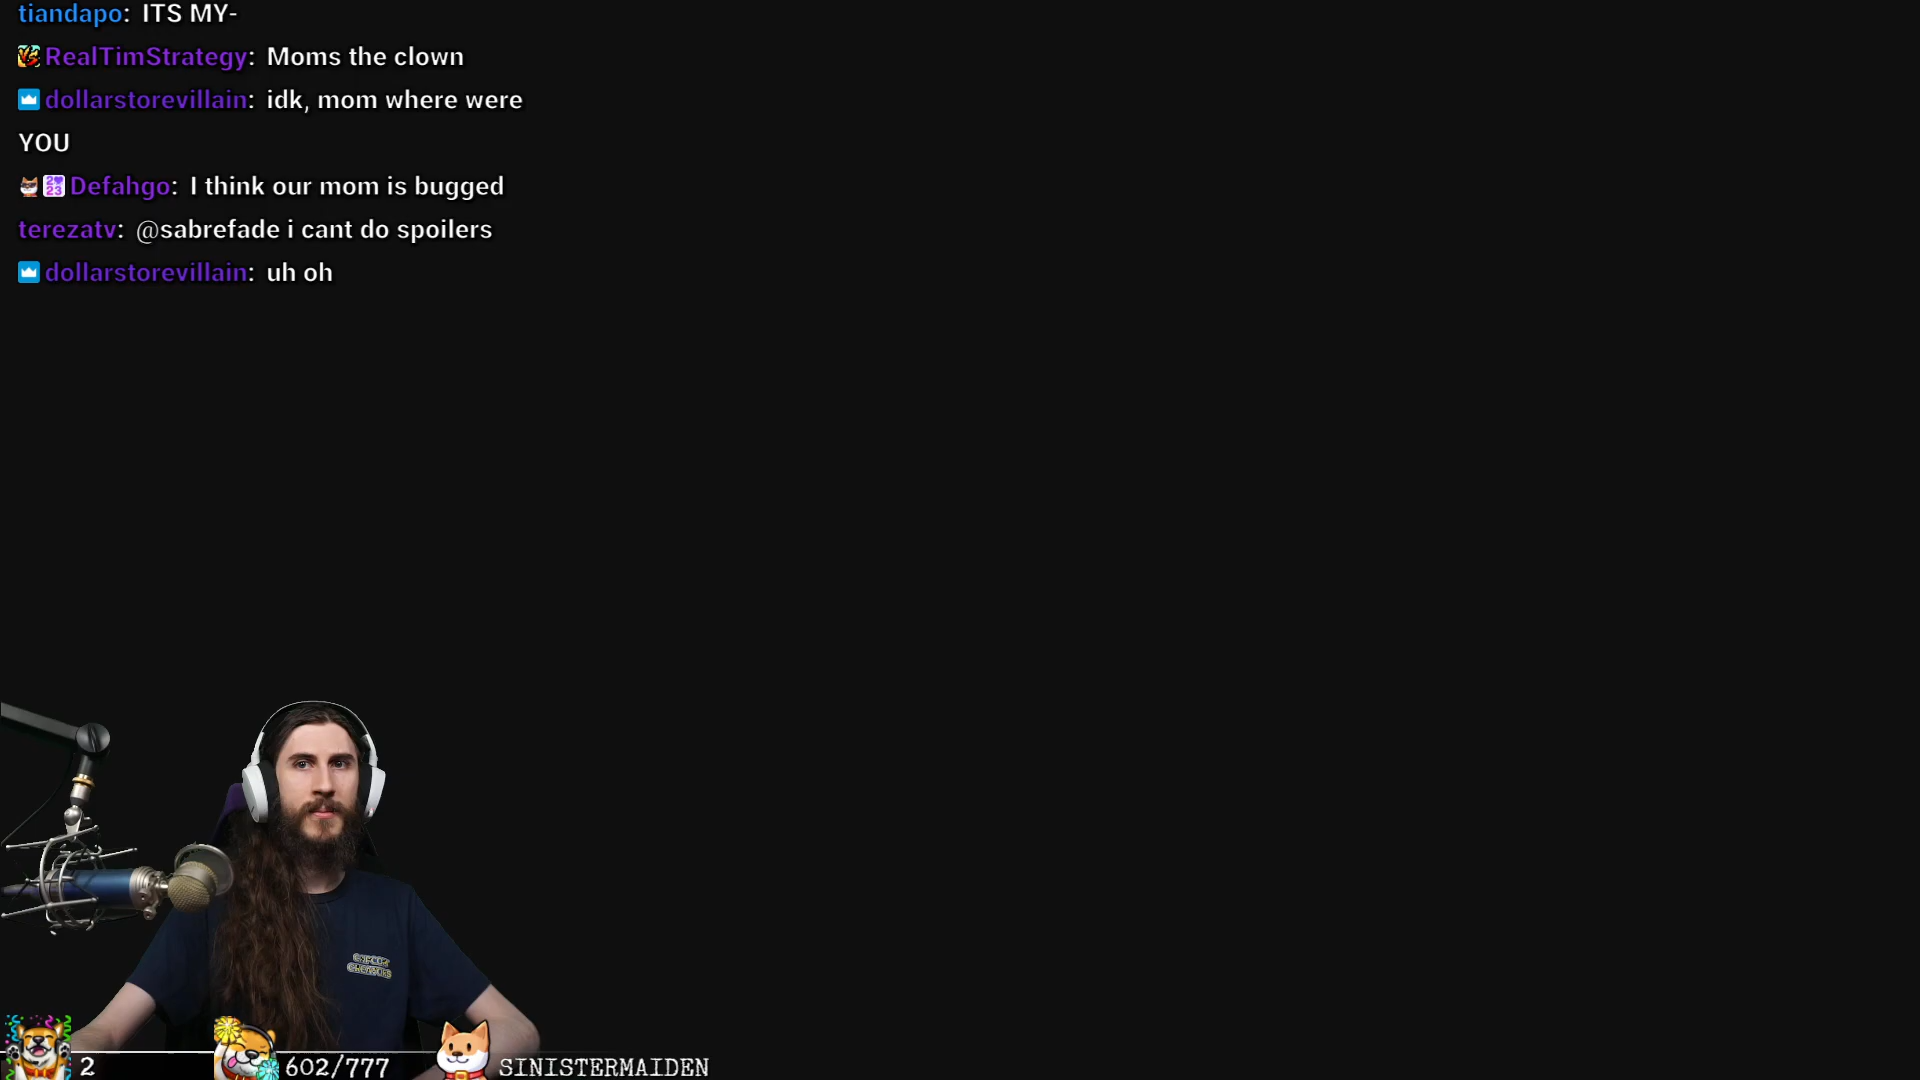 tiandapo: ITS MY-
RealTimStrategy: Moms the clown
dollarstorevillain: idk, mom where were
YOU
2023 Defahgo: I think our mom is bugged
terezatv: @sabrefade i cant do spoilers
dollarstorevillain: uh oh
2
602/777
SINISTERMAIDEN